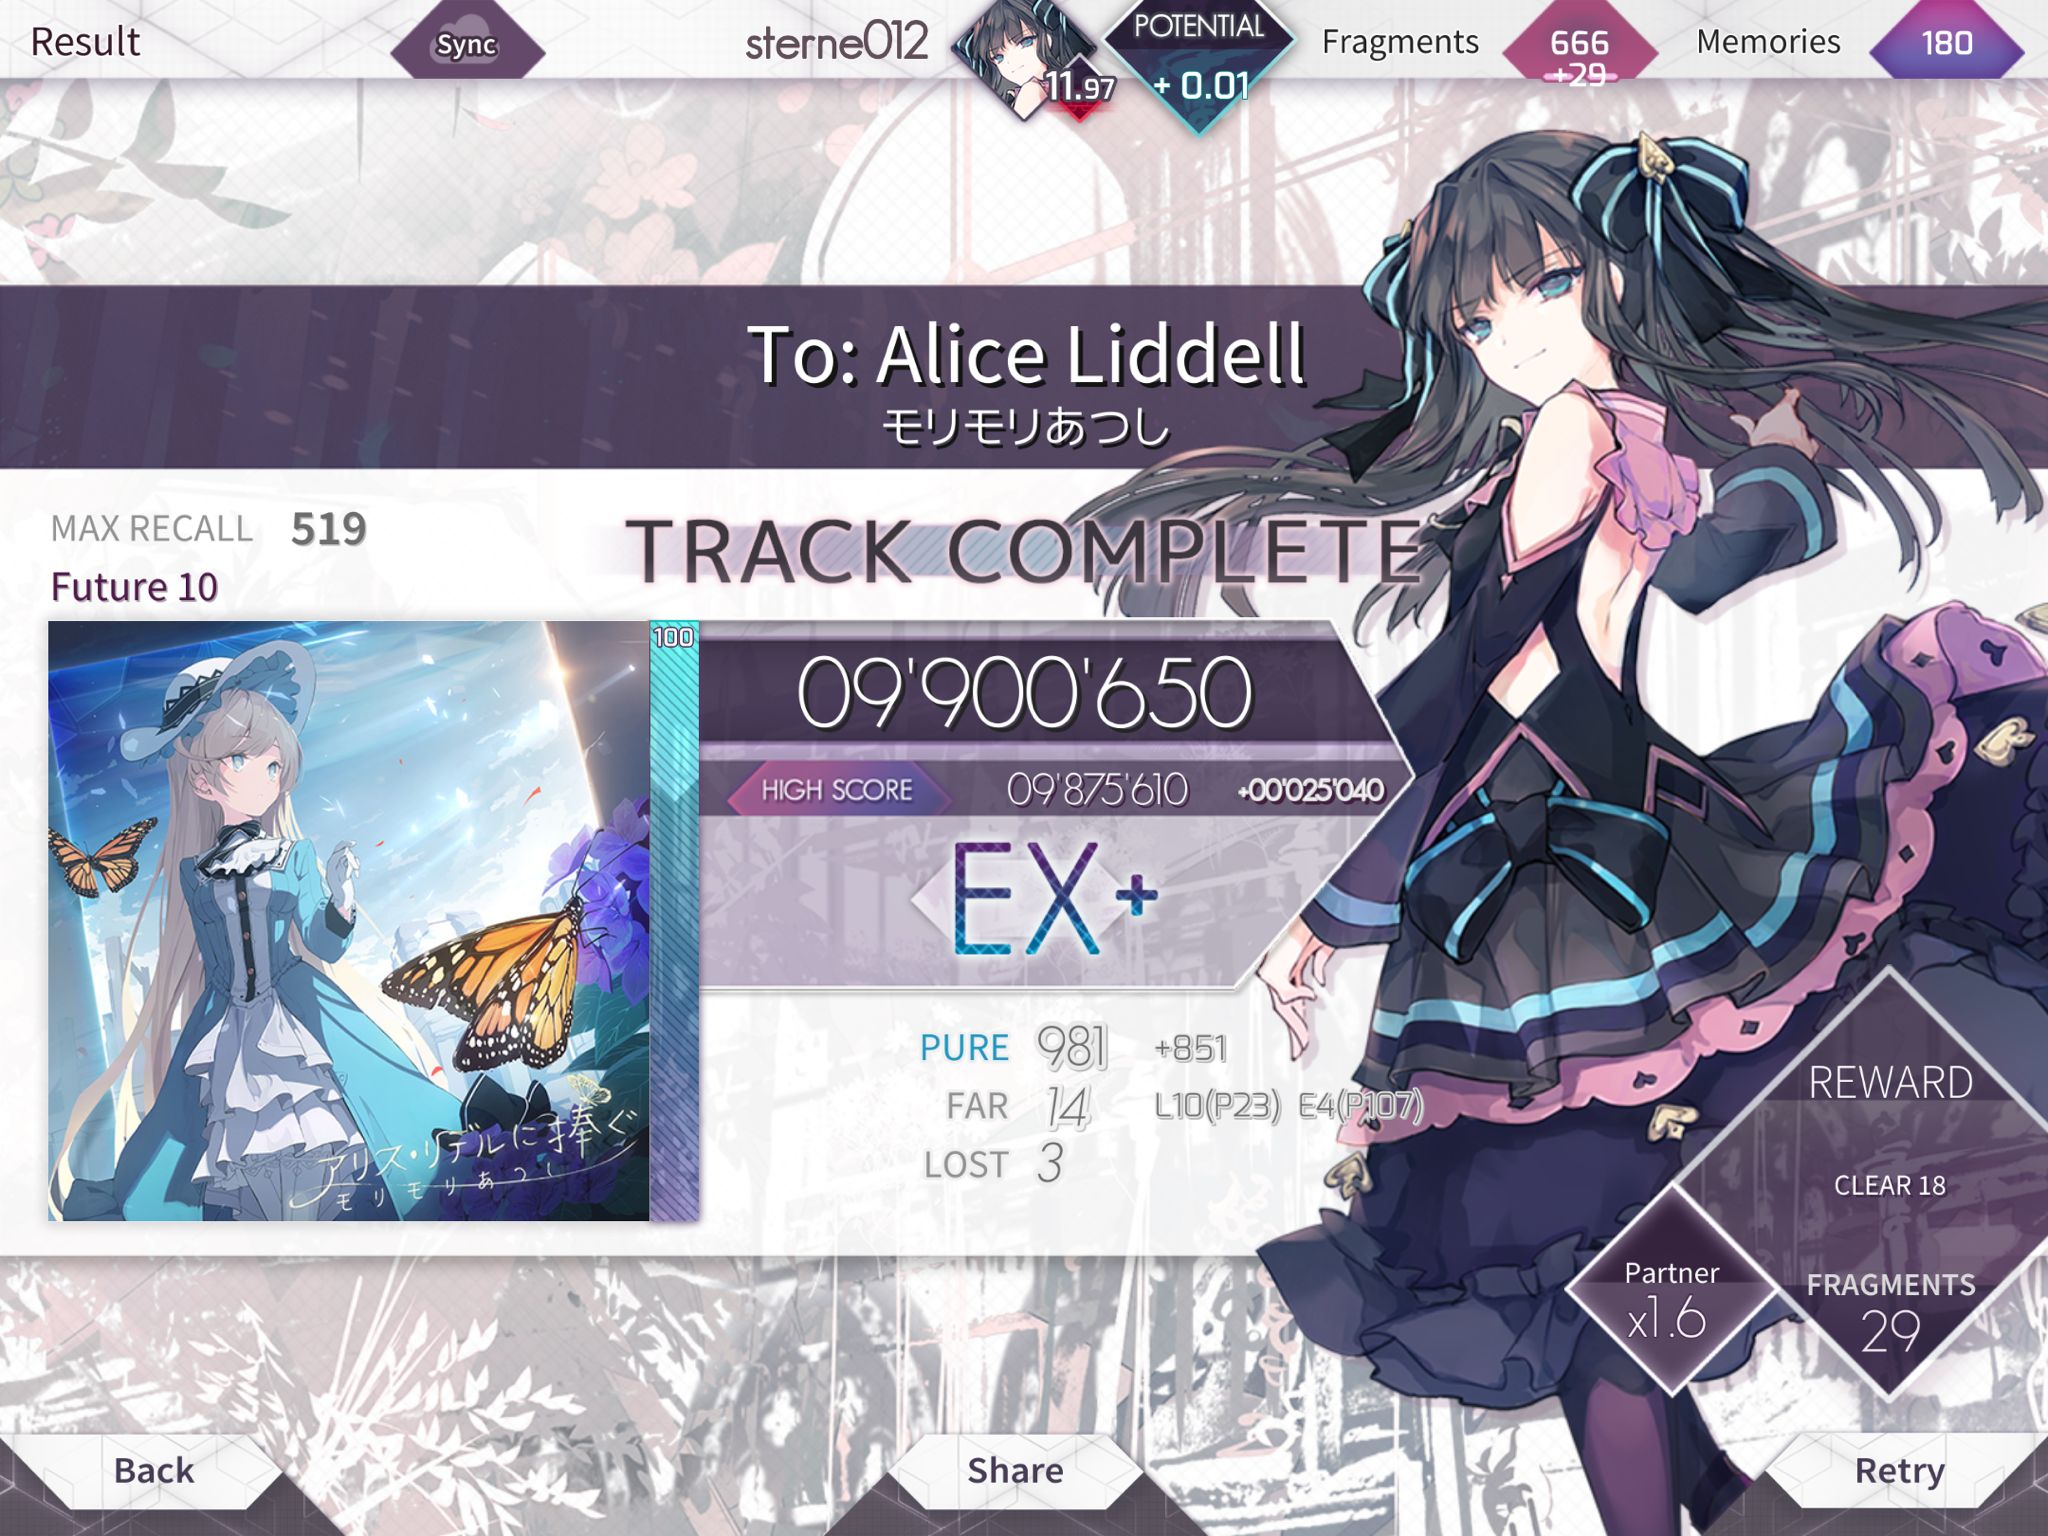 Result
Sync
sterne012
11.97
POTENTIAL
+ 0.01
Fragments
666
+29
Memories
180
To: Alice Liddell
モリモリあつし
MAX RECALL 519
Future 10
TRACK COMPLETE
100
09'900'650
HIGH SCORE 09'875'610 +00'025'040
EX+
アリス・リデルに捧ぐ
モリモリあつし
PURE 981 +851
FAR 14 L10(P23) E4(P107)
LOST 3
REWARD
CLEAR 18
Partner
x1.6
FRAGMENTS
29
Back
Share
Retry